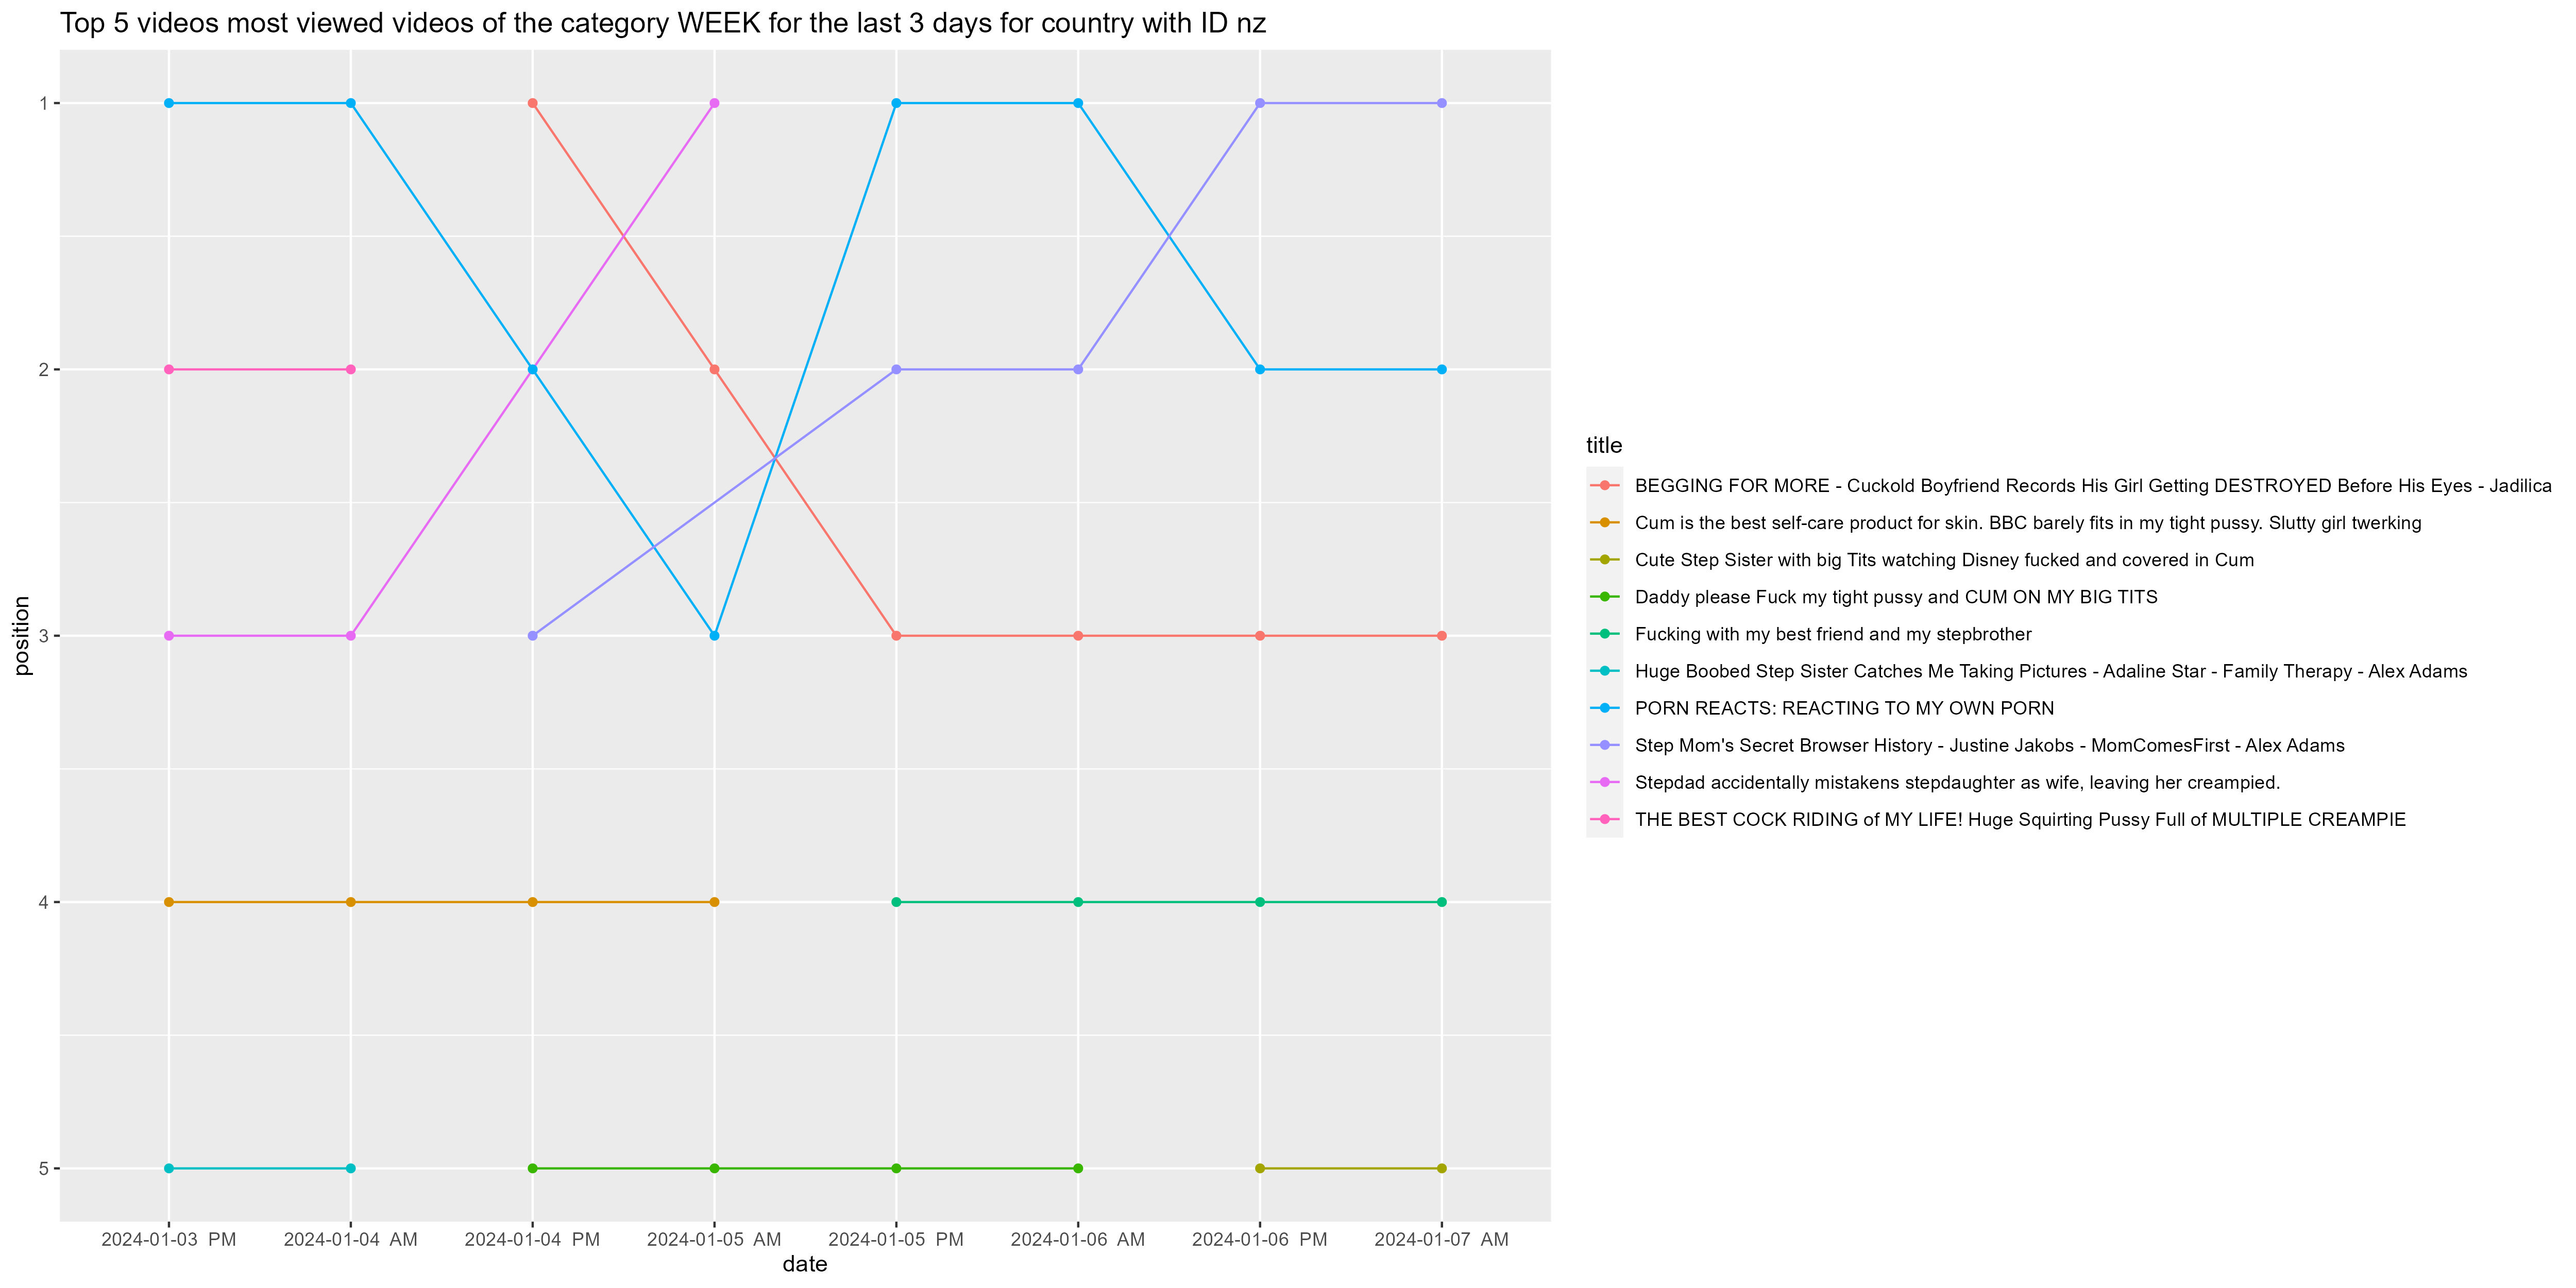 Top 5 videos most viewed videos of the category WEEK for the last 3 days for country with ID nz
1
2
3
4
5
position
2024-01-03 PM
2024-01-04 AM
2024-01-04 PM
2024-01-05 AM
2024-01-05 PM
2024-01-06 AM
2024-01-06 PM
2024-01-07 AM
date
title
BEGGING FOR MORE - Cuckold Boyfriend Records His Girl Getting DESTROYED Before His Eyes - Jadilica
Cum is the best self-care product for skin. BBC barely fits in my tight pussy. Slutty girl twerking
Cute Step Sister with big Tits watching Disney fucked and covered in Cum
Daddy please Fuck my tight pussy and CUM ON MY BIG TITS
Fucking with my best friend and my stepbrother
Huge Boobed Step Sister Catches Me Taking Pictures - Adaline Star - Family Therapy - Alex Adams
PORN REACTS: REACTING TO MY OWN PORN
Step Mom's Secret Browser History - Justine Jakobs - MomComesFirst - Alex Adams
Stepdad accidentally mistakens stepdaughter as wife, leaving her creampied.
THE BEST COCK RIDING of MY LIFE! Huge Squirting Pussy Full of MULTIPLE CREAMPIE